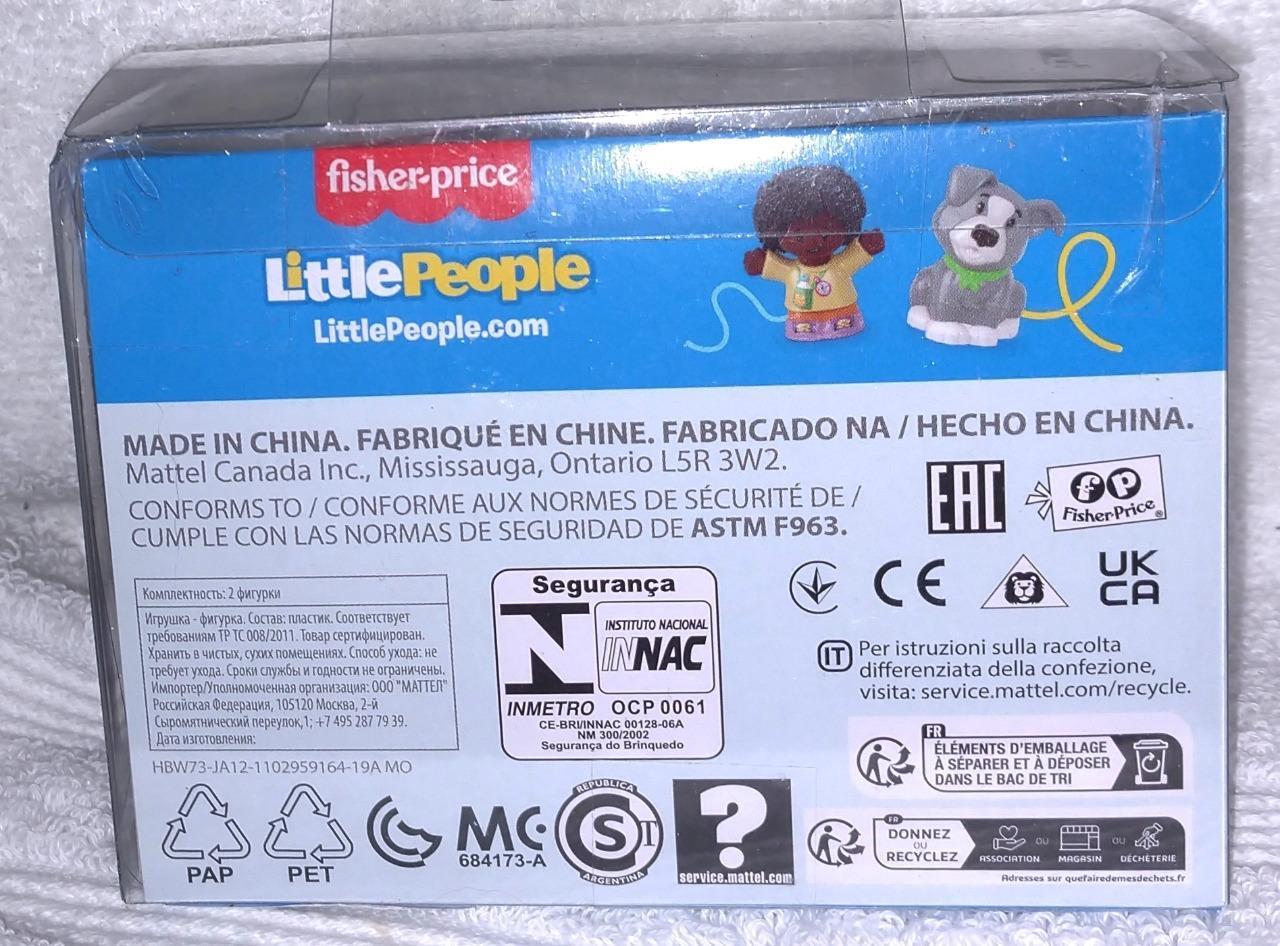 fisher-price
LittlePeople
LittlePeople.com
MADE IN CHINA. FABRIQUÉ EN CHINE. FABRICADO NA / HECHO EN CHINA.
Mattel Canada Inc., Mississauga, Ontario L5R 3W2.
CONFORMS TO / CONFORME AUX NORMES DE SÉCURITÉ DE /
CUMPLE CON LAS NORMAS DE SEGURIDAD DE ASTM F963.
EAC
fp
Fisher-Price®
CE
UK
CA
Комплектность: 2 фигурки
Игрушка - фигурка. Состав: пластик. Соответствует
требованиям ТР ТС 008/2011. Товар сертифицирован.
Хранить в чистых, сухих помещениях. Способ ухода: не
требует ухода. Сроки службы и годности не ограничены.
Импортер/Уполномоченная организация: ООО "МАТТЕЛ"
Российская Федерация, 105120 Москва, 2-й
Сыромятнический переулок,1; +7 495 287 79 39.
Дата изготовления:
HBW73-JA12-1102959164-19A MO
Segurança
N
INSTITUTO NACIONAL
INNAC
INMETRO OCP 0061
CE-BRI/INNAC 00128-06A
NM 300/2002
Segurança do Brinquedo
IT Per istruzioni sulla raccolta
differenziata della confezione,
visita: service.mattel.com/recycle.
FR
ÉLÉMENTS D'EMBALLAGE
À SÉPARER ET À DÉPOSER
DANS LE BAC DE TRI
PAP
PET
MC
684173-A
REPUBLICA
S T
ARGENTINA
?
service.mattel.com
FR
DONNEZ
OU
RECYCLEZ
ASSOCIATION OU MAGASIN OU DÉCHÈTERIE
Adresses sur quefairedemesdechets.fr